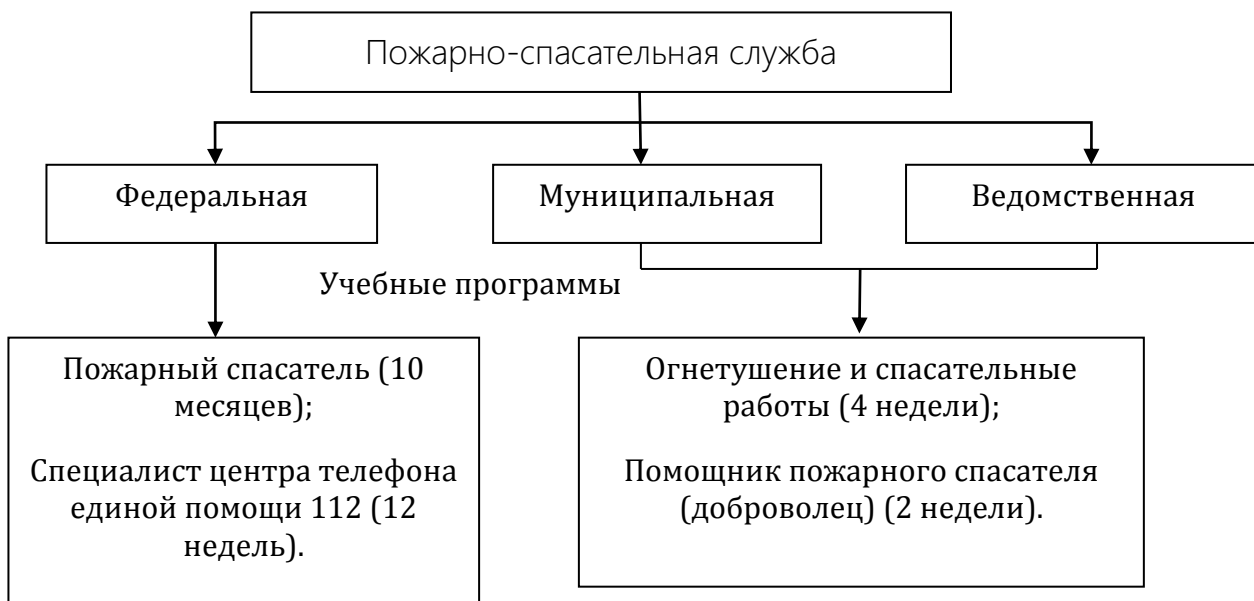 Пожарно-спасательная служба
Федеральная
Муниципальная
Ведомственная
Учебные программы
Пожарный спасатель (10
месяцев);
Специалист центра телефона
единой помощи 112 (12
недель).
Огнетушение и спасательные
работы (4 недели);
Помощник пожарного спасателя
(доброволец) (2 недели).